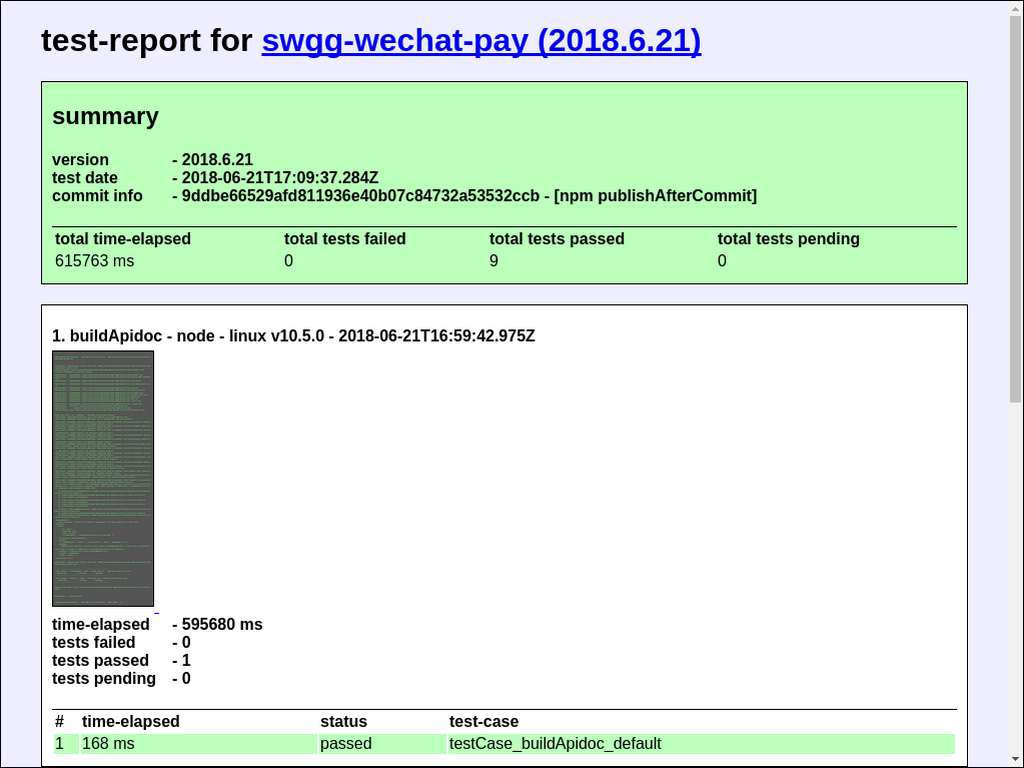 test-report for swgg-wechat-pay (2018.6.21)
summary
version - 2018.6.21
test date - 2018-06-21T17:09:37.284Z
commit info - 9ddbe66529afd811936e40b07c84732a53532ccb - [npm publishAfterCommit]
total time-elapsed total tests failed total tests passed total tests pending
615763 ms 0 9 0
1. buildApidoc - node - linux v10.5.0 - 2018-06-21T16:59:42.975Z
time-elapsed - 595680 ms
tests failed - 0
tests passed - 1
tests pending - 0
# time-elapsed status test-case
1 168 ms passed testCase_buildApidoc_default